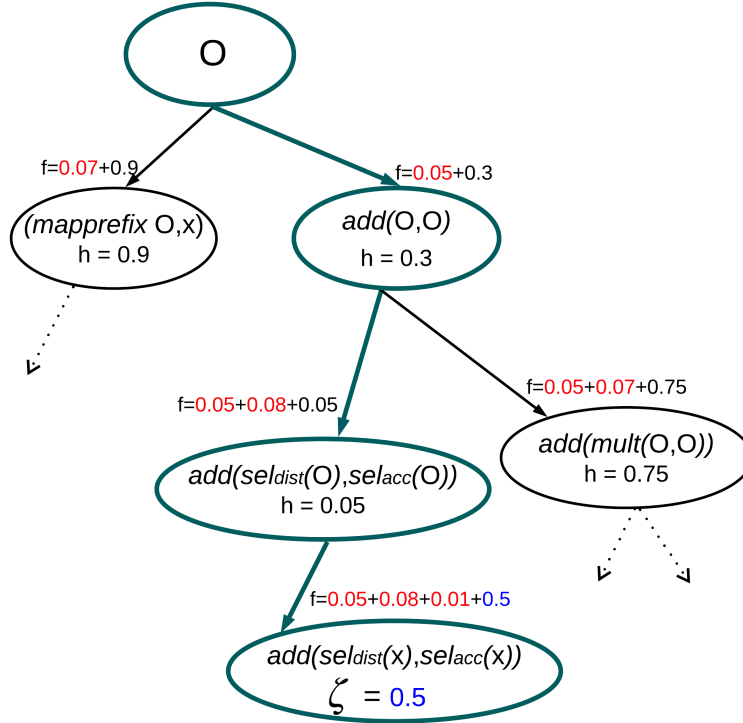 O
f=0.07+0.9
f=0.05+0.3
(mapprefix O,x)
h = 0.9
add(O,O)
h = 0.3
f=0.05+0.08+0.05
f=0.05+0.07+0.75
add(seldist(O),selacc(O))
h = 0.05
add(mult(O,O))
h = 0.75
f=0.05+0.08+0.01+0.5
add(seldist(x),selacc(x))
ζ = 0.5